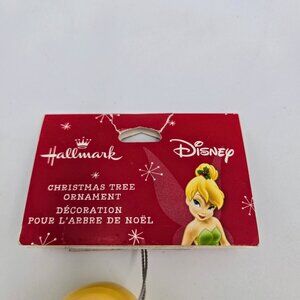 Hallmark
Disney
CHRISTMAS TREE
ORNAMENT
DÉCORATION
POUR L'ARBRE DE NOËL